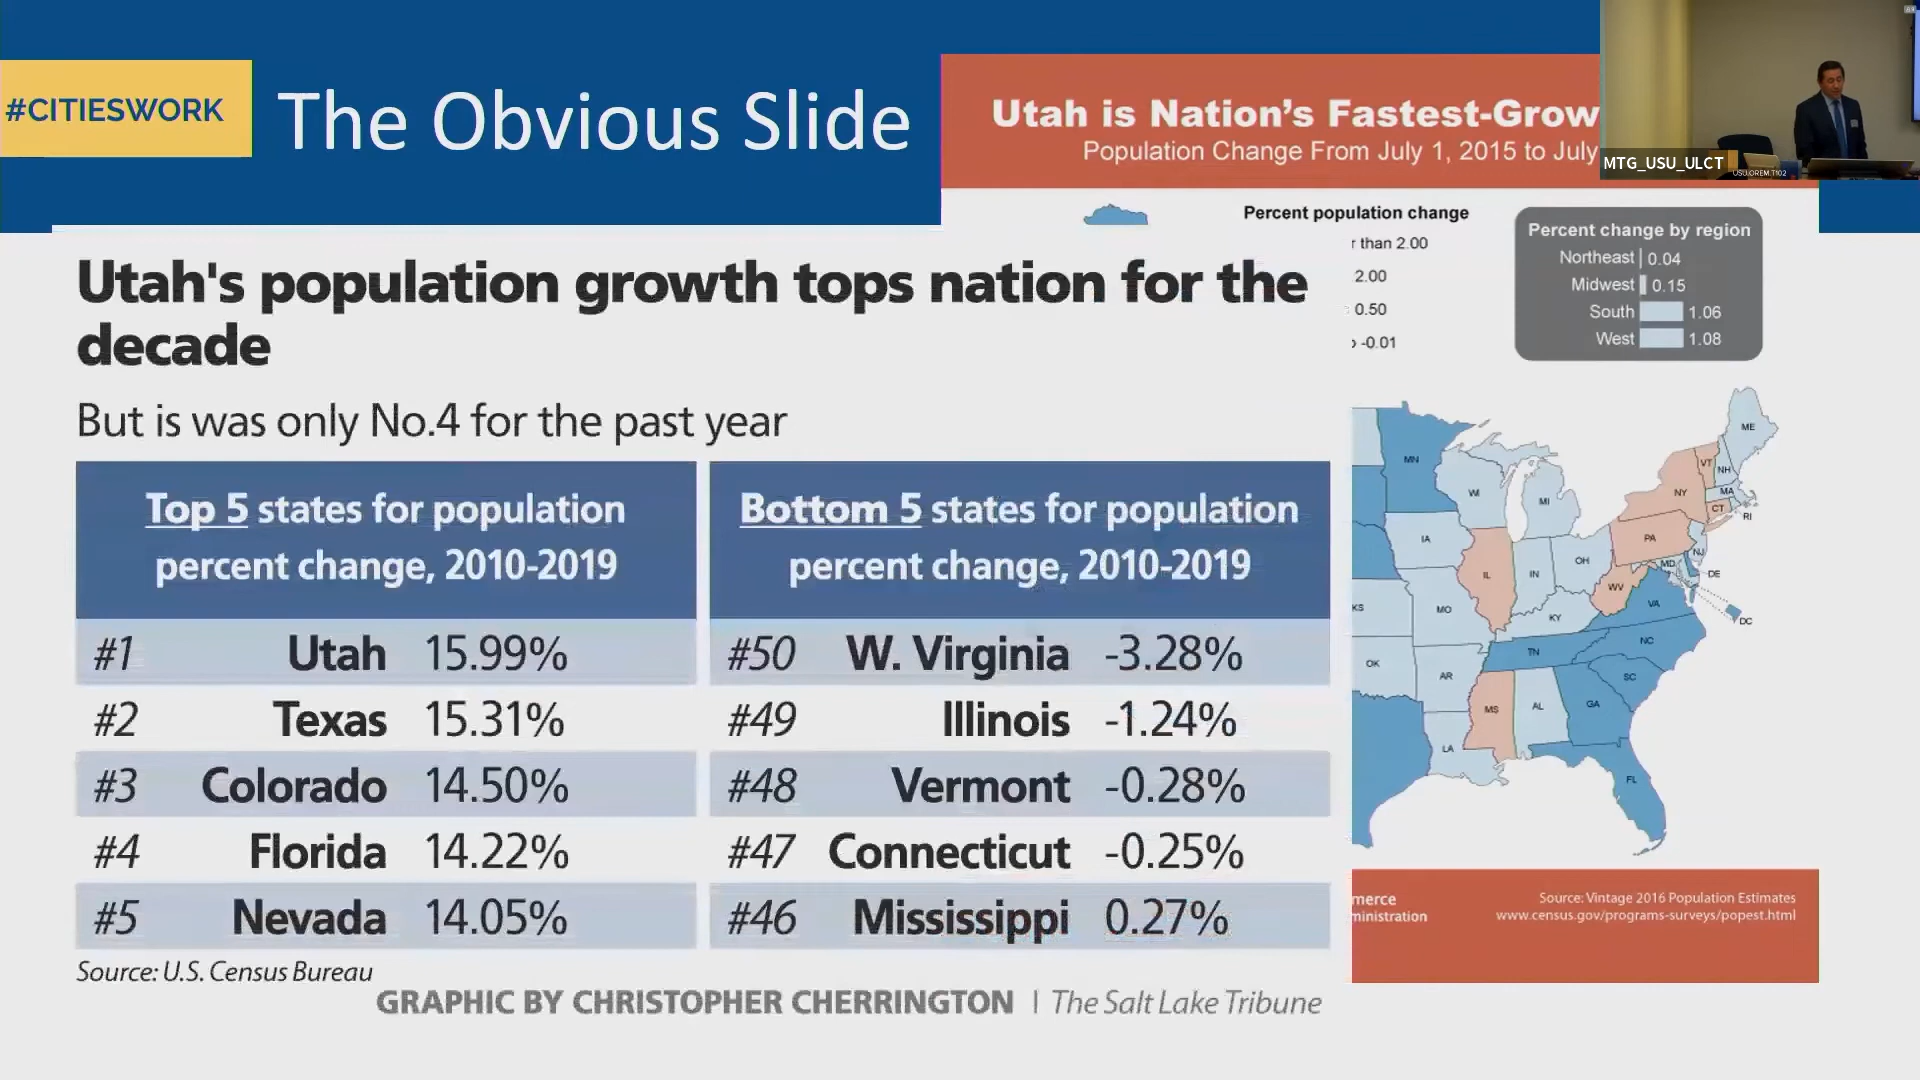 #CITIESWORK
The Obvious Slide
Utah is Nation's Fastest-Grow
Population Change From July 1, 2015 to July
MTG_USU_ULCT
USU OREM T102
Percent population change
r than 2.00
2.00
0.50
-0.01
Percent change by region
Northeast 0.04
Midwest 0.15
South 1.06
West 1.08
Utah's population growth tops nation for the
decade
But is was only No.4 for the past year
Top 5 states for population
percent change, 2010-2019
#1 Utah 15.99%
#2 Texas 15.31%
#3 Colorado 14.50%
#4 Florida 14.22%
#5 Nevada 14.05%
Bottom 5 states for population
percent change, 2010-2019
#50 W. Virginia -3.28%
#49 Illinois -1.24%
#48 Vermont -0.28%
#47 Connecticut -0.25%
#46 Mississippi 0.27%
Source: U.S. Census Bureau
GRAPHIC BY CHRISTOPHER CHERRINGTON | The Salt Lake Tribune
ME
MN
VT
NH
WI
NY
MA
MI
CT
RI
IA
PA
NJ
OH
IL
IN
MD
DE
WV
KS
MO
VA
KY
DC
NC
TN
OK
AR
SC
MS
AL
GA
LA
FL
merce
ministration
Source: Vintage 2016 Population Estimates
www.census.gov/programs-surveys/popest.html